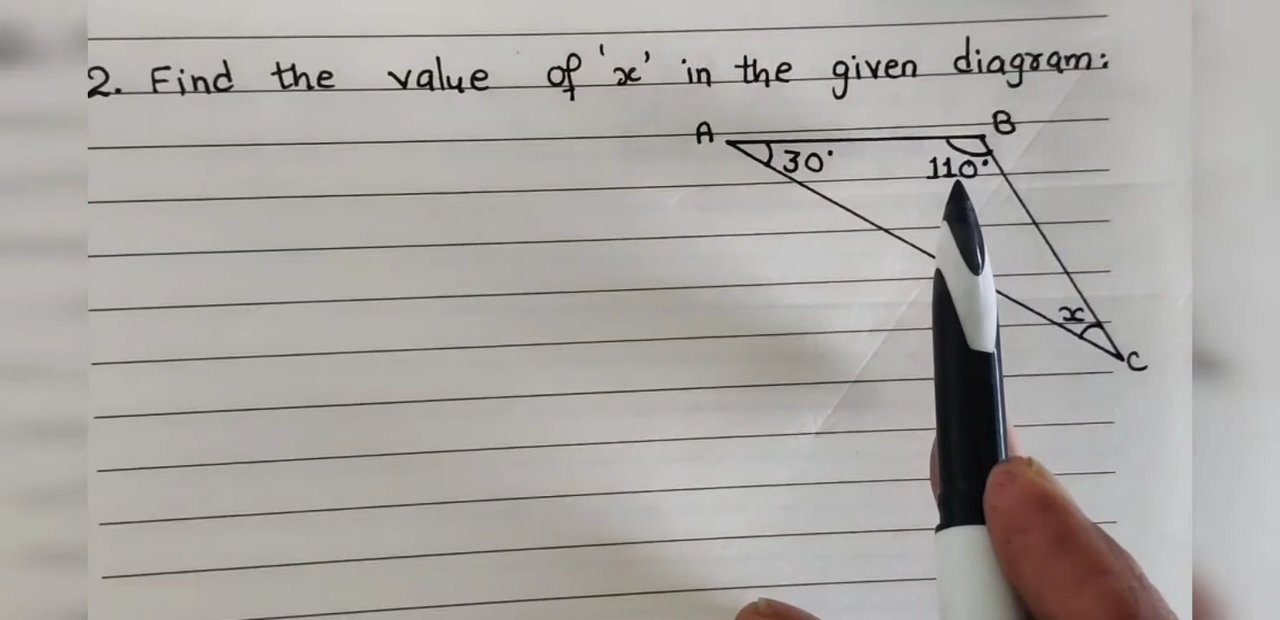 2. Find the value of 'x' in the given diagram:
A B
30° 110°
x
C